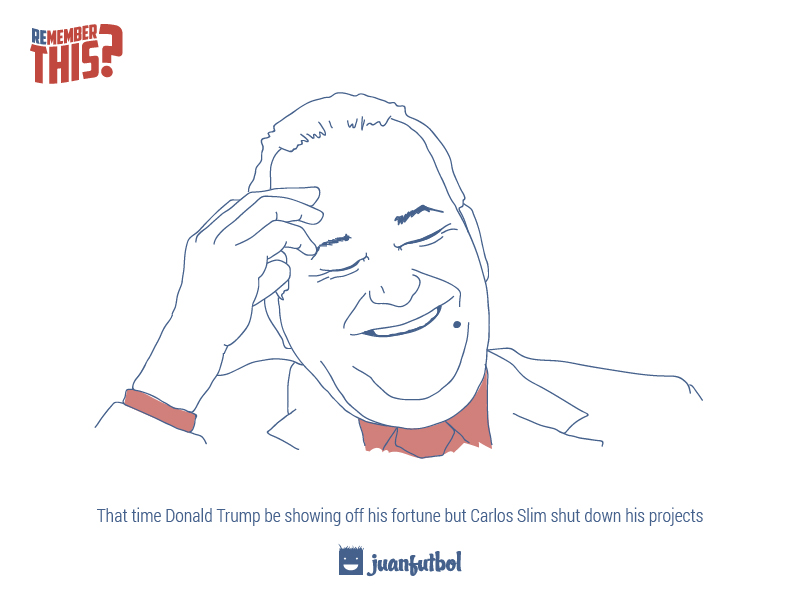 REMEMBER
THIS?
That time Donald Trump be showing off his fortune but Carlos Slim shut down his projects
juanfutbol